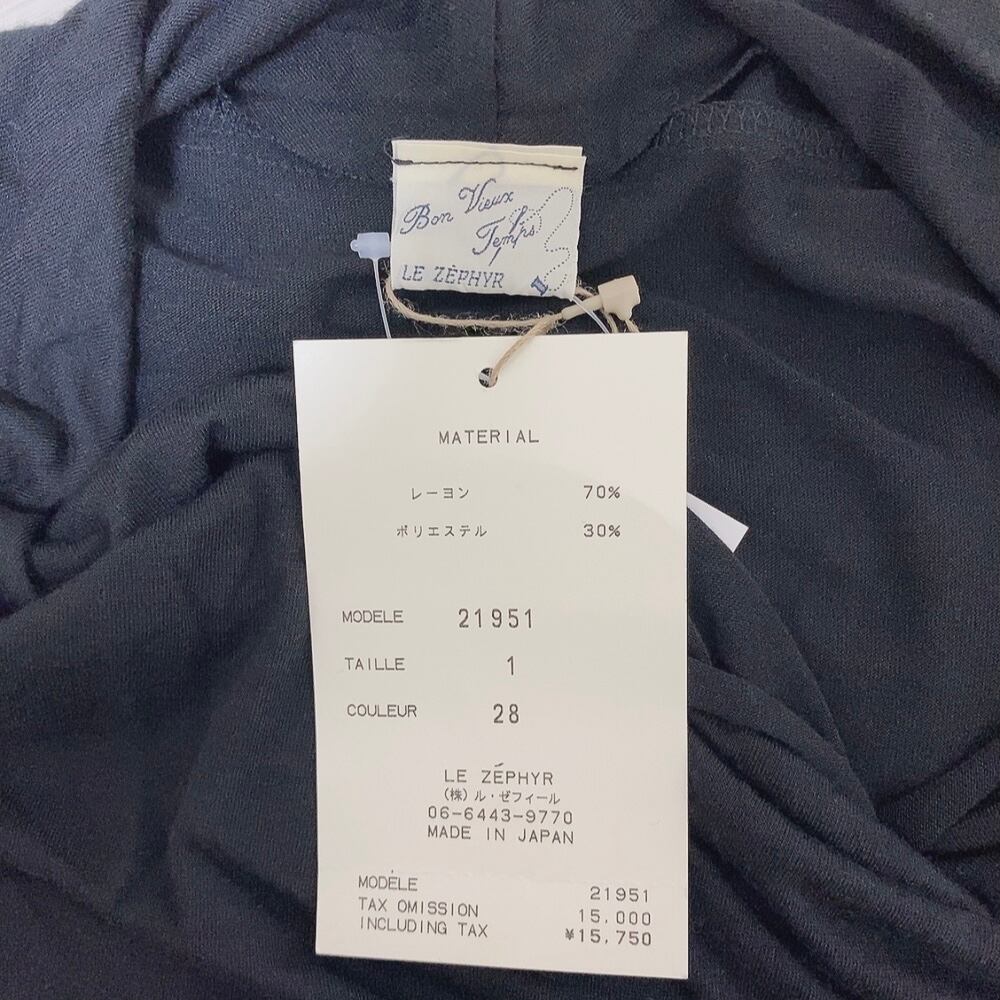 Bon Vieux
Temps
LE ZÉPHYR
MATERIAL
レーヨン 70%
ポリエステル 30%
MODELE 21951
TAILLE 1
COULEUR 28
LE ZÉPHYR
(株)ル・ゼフィール
06-6443-9770
MADE IN JAPAN
MODÈLE 21951
TAX OMISSION 15,000
INCLUDING TAX ¥15,750